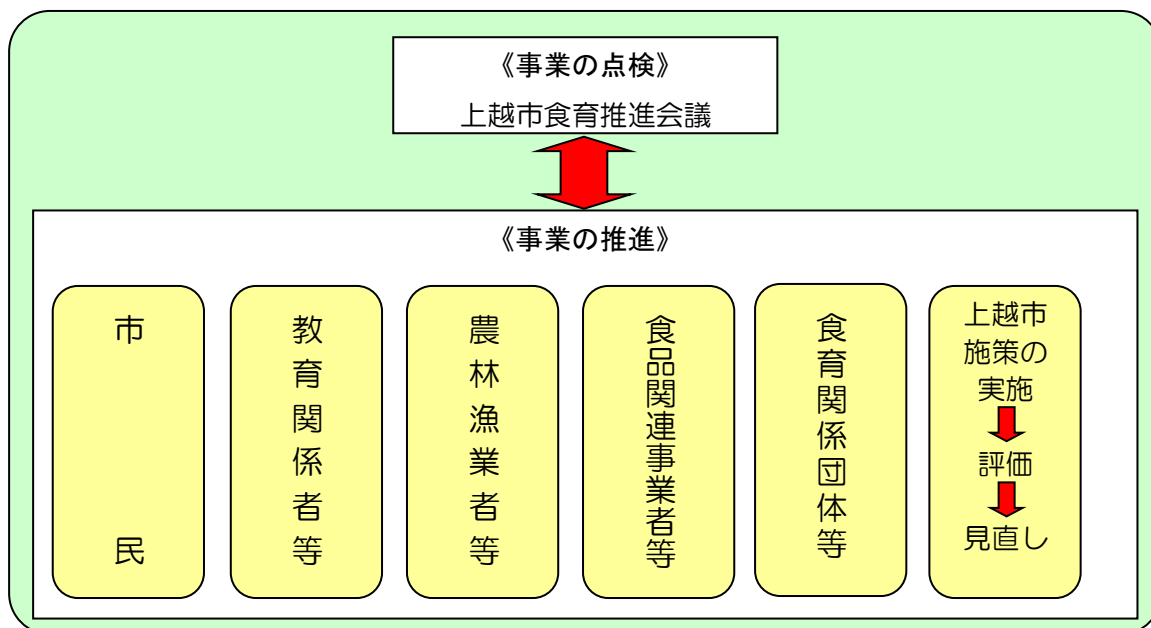 《事業の点検》
上越市食育推進会議
《事業の推進》
市民
教育関係者等
農林漁業者等
食品関連事業者等
食育関係団体等
上越市
施策の
実施
評価
見直し